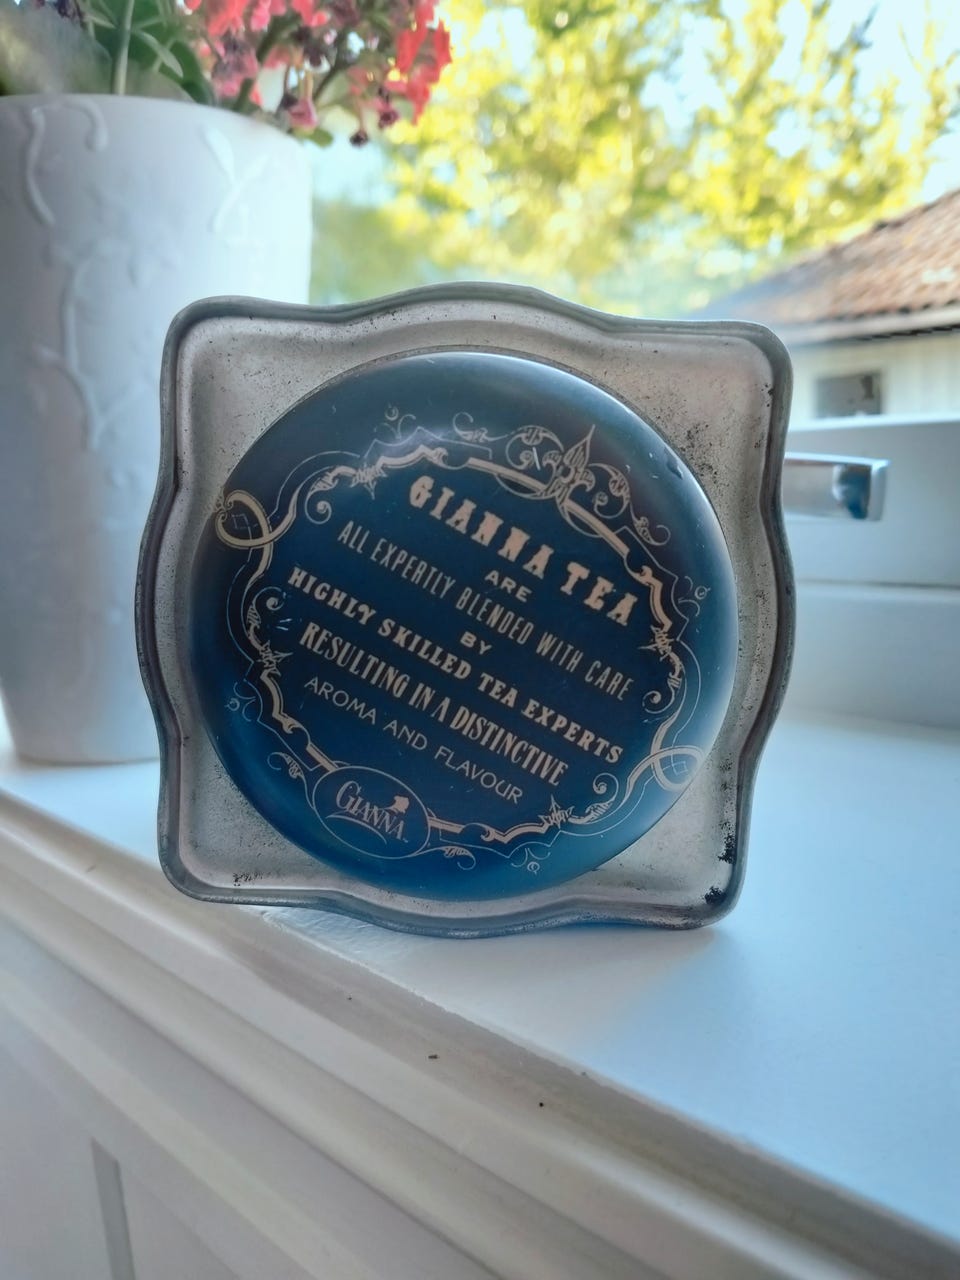 GIANNA TEA
ARE
ALL EXPERTLY BLENDED WITH CARE
BY
HIGHLY SKILLED TEA EXPERTS
RESULTING IN A DISTINCTIVE
AROMA AND FLAVOUR
GIANNA